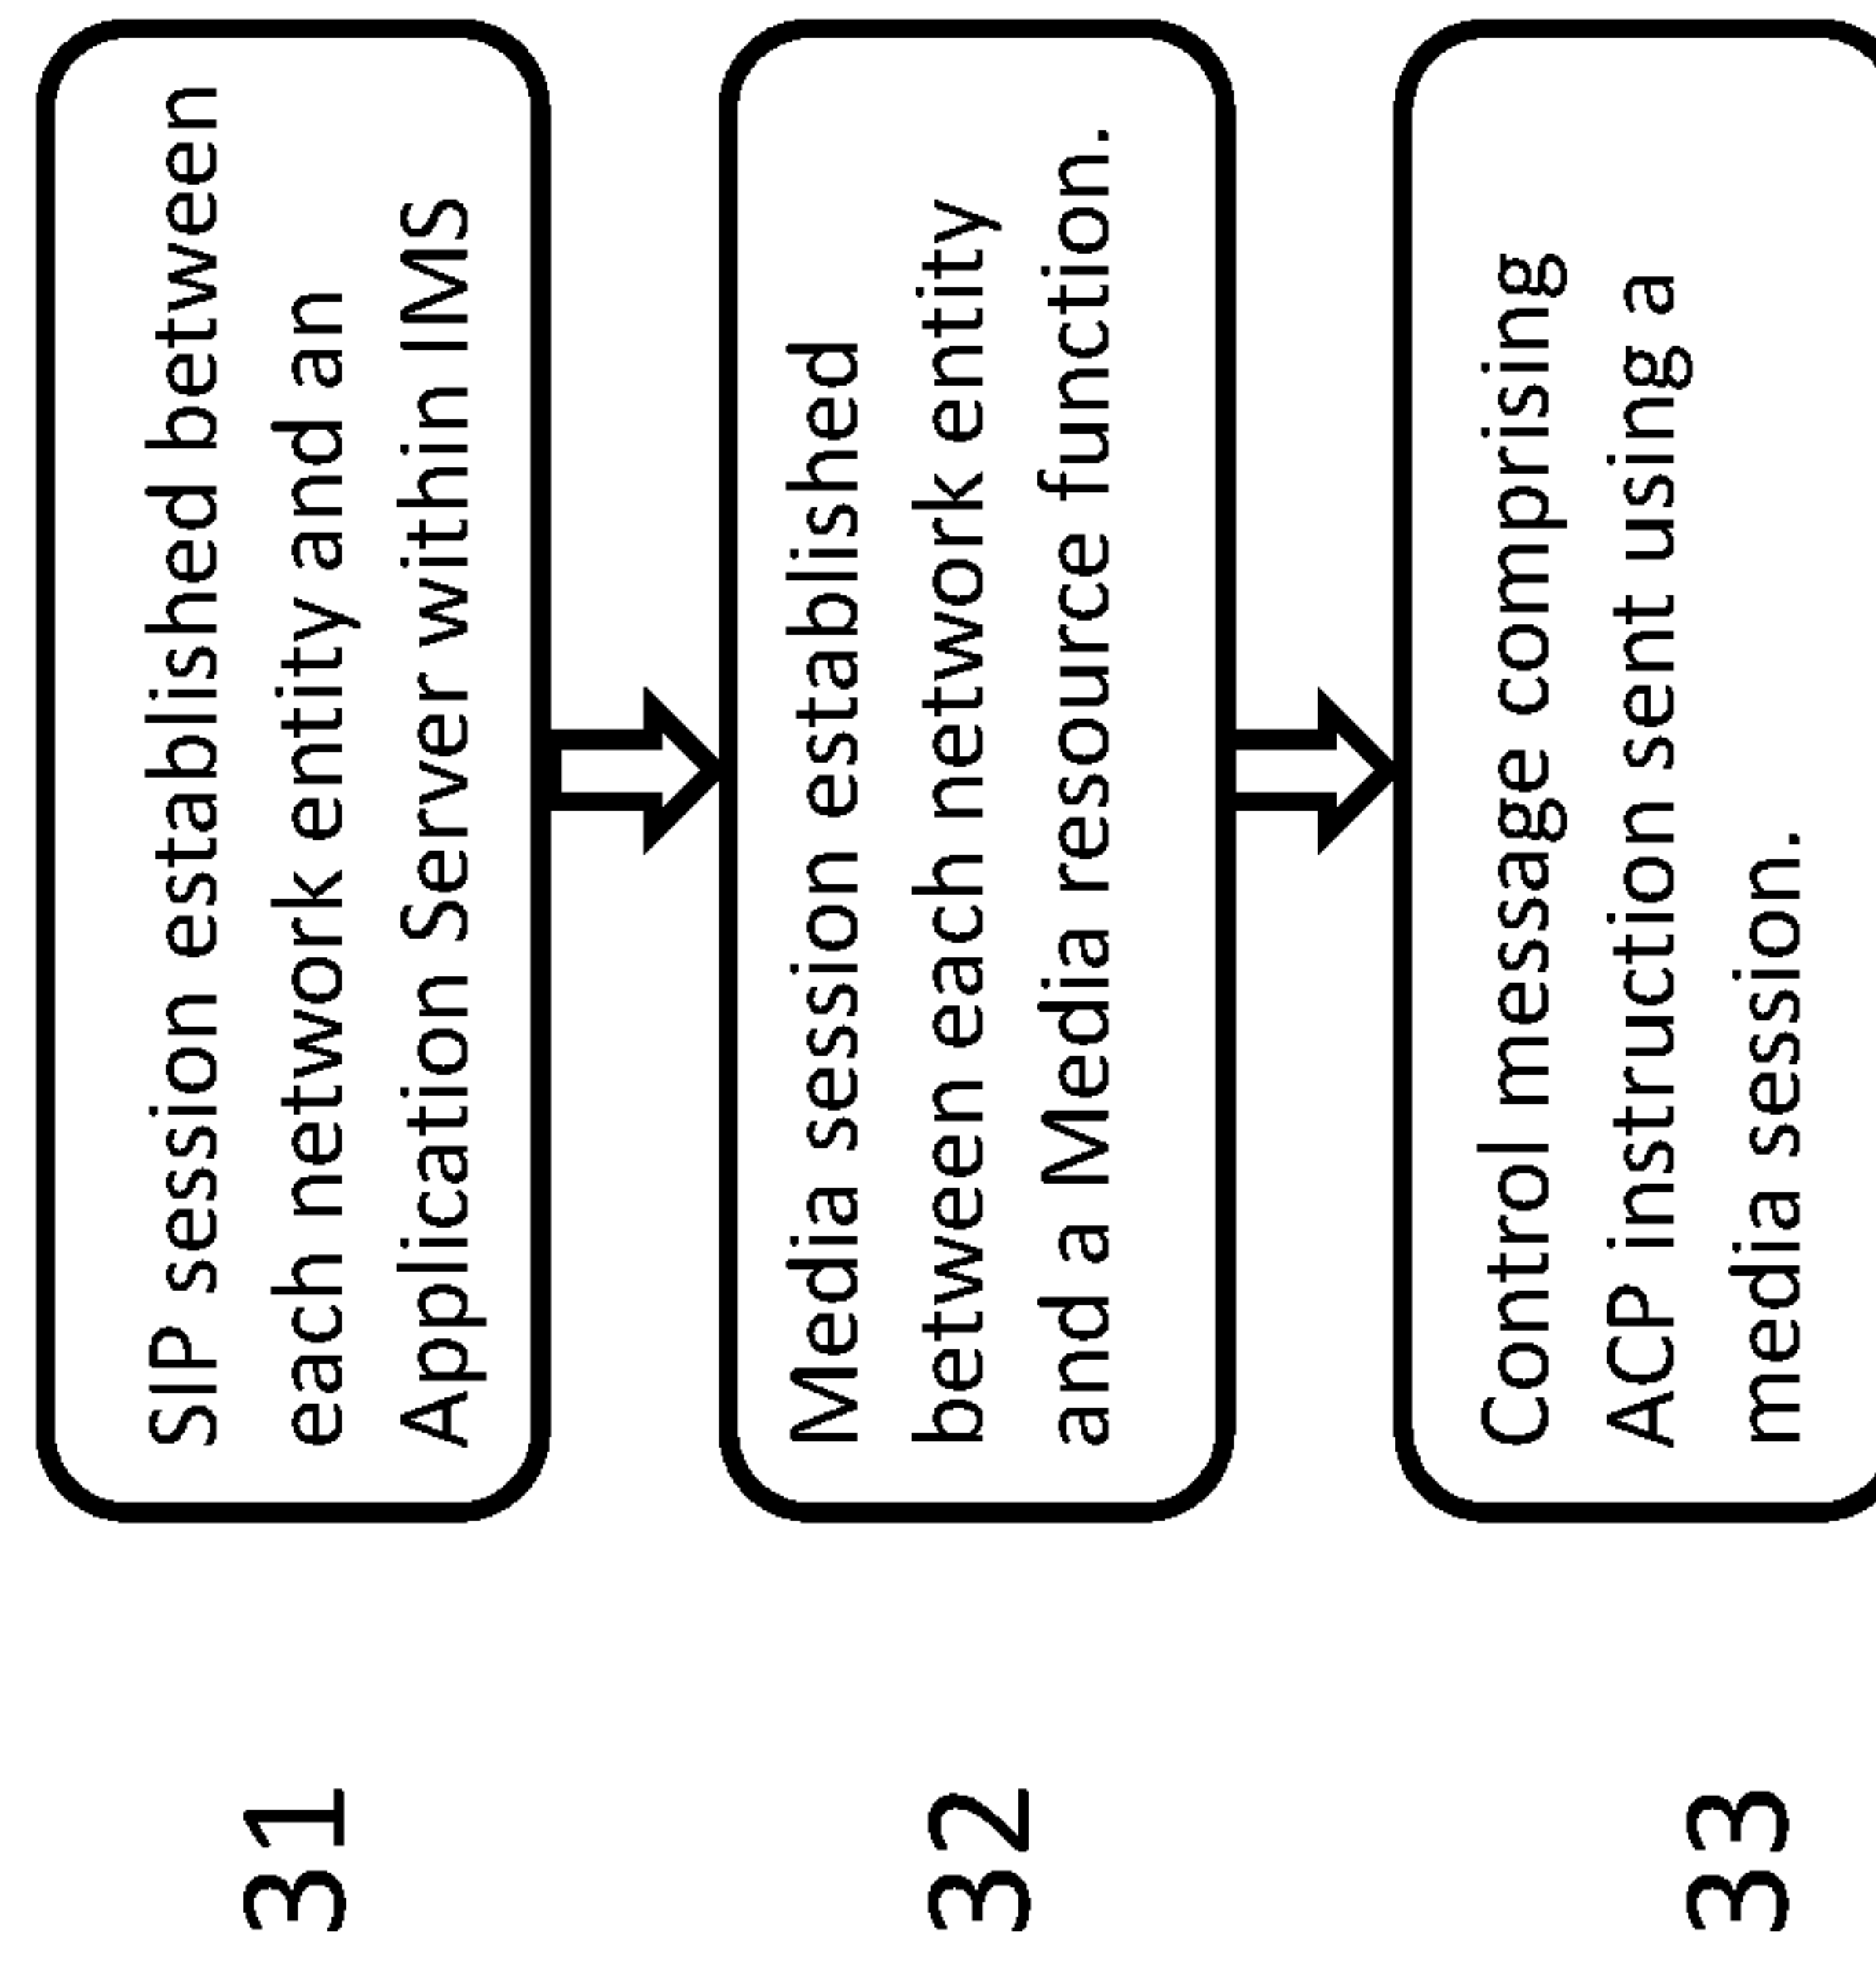 31
SIP session established between
each network entity and an
Application Server within IMS
32
Media session established
between each network entity
and a Media resource function.
33
Control message comprising
ACP instruction sent using a
media session.